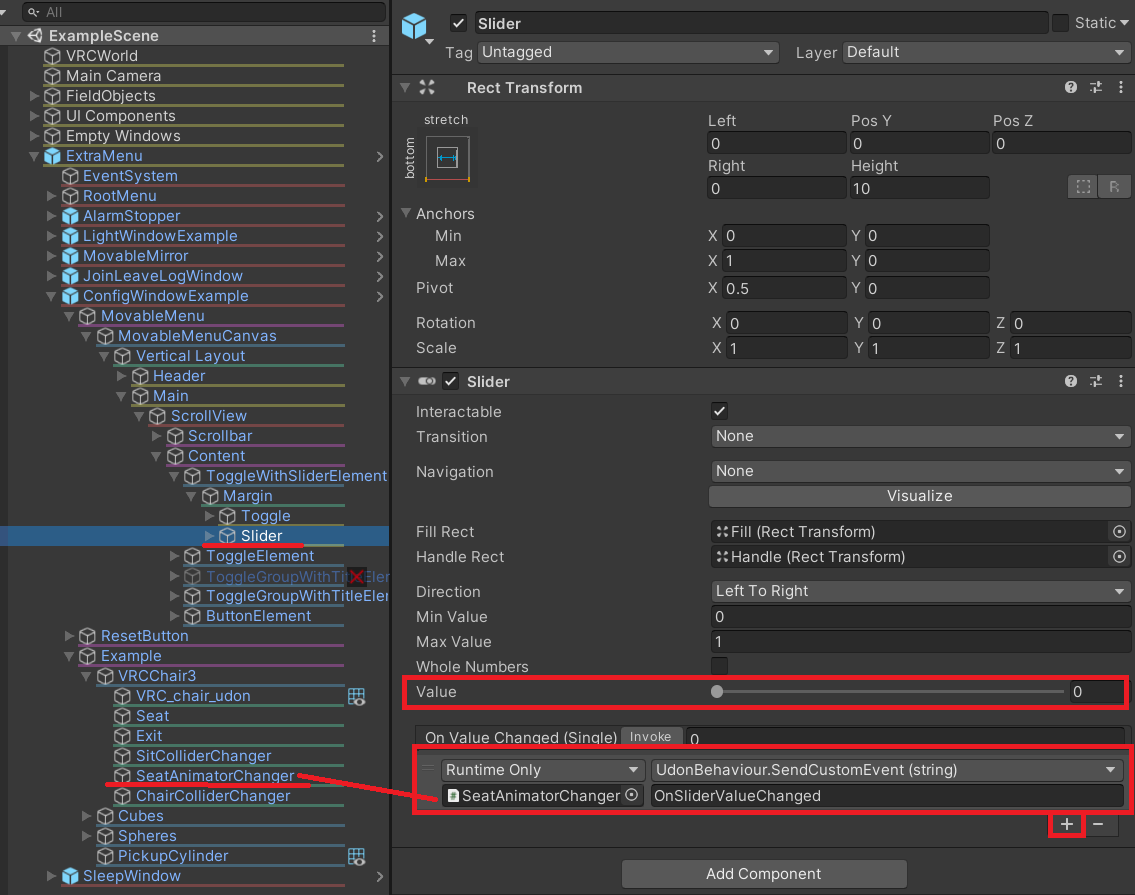 All
ExampleScene
VRCWorld
Main Camera
FieldObjects
UI Components
Empty Windows
ExtraMenu
EventSystem
RootMenu
AlarmStopper
LightWindowExample
MovableMirror
JoinLeaveLogWindow
ConfigWindowExample
MovableMenu
MovableMenuCanvas
Vertical Layout
Header
Main
ScrollView
Scrollbar
Content
ToggleWithSliderElement
Margin
Toggle
Slider
ToggleElement
ToggleGroupWithTitleEler
ToggleGroupWithTitleEler
ButtonElement
ResetButton
Example
VRCChair3
VRC_chair_udon
Seat
Exit
SitColliderChanger
SeatAnimatorChanger
ChairColliderChanger
Cubes
Spheres
PickupCylinder
SleepWindow
Slider Static
Tag Untagged Layer Default
Rect Transform
stretch
bottom
Left Pos Y Pos Z
0 0 0
Right Height
0 10 R
Anchors
Min X 0 Y 0
Max X 1 Y 0
Pivot X 0.5 Y 0
Rotation X 0 Y 0 Z 0
Scale X 1 Y 1 Z 1
Slider
Interactable
Transition None
Navigation None
Visualize
Fill Rect Fill (Rect Transform)
Handle Rect Handle (Rect Transform)
Direction Left To Right
Min Value 0
Max Value 1
Whole Numbers
Value 0
On Value Changed (Single) Invoke 0
Runtime Only UdonBehaviour.SendCustomEvent (string)
SeatAnimatorChanger OnSliderValueChanged
+ −
Add Component